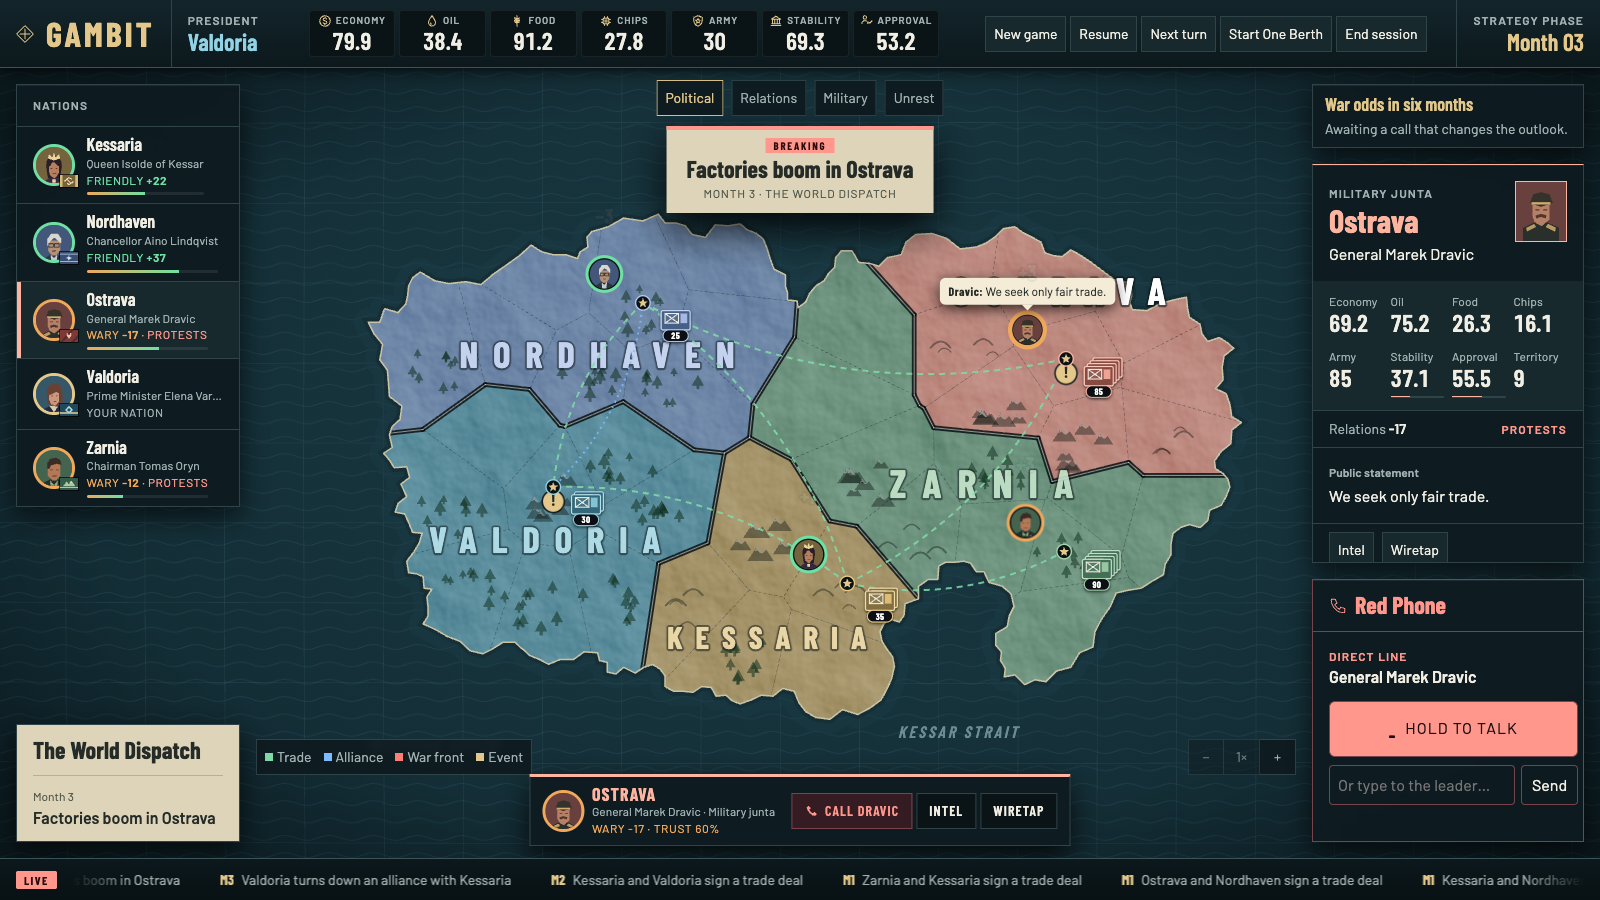 GAMBIT
PRESIDENT
Valdoria
ECONOMY
79.9
OIL
38.4
FOOD
91.2
CHIPS
27.8
ARMY
30
STABILITY
69.3
APPROVAL
53.2
New game
Resume
Next turn
Start One Berth
End session
STRATEGY PHASE
Month 03
NATIONS
Kessaria
Queen Isolde of Kessar
FRIENDLY +22
Nordhaven
Chancellor Aino Lindqvist
FRIENDLY +37
Ostrava
General Marek Dravic
WARY -17 · PROTESTS
Valdoria
Prime Minister Elena Var...
YOUR NATION
Zarnia
Chairman Tomas Oryn
WARY -12 · PROTESTS
Political
Relations
Military
Unrest
BREAKING
Factories boom in Ostrava
MONTH 3 · THE WORLD DISPATCH
NORDHAVEN
25
Dravic: We seek only fair trade.
VA
85
ZARNIA
90
VALDORIA
30
KESSARIA
35
KESSAR STRAIT
War odds in six months
Awaiting a call that changes the outlook.
MILITARY JUNTA
Ostrava
General Marek Dravic
Economy Oil Food Chips
69.2 75.2 26.3 16.1
Army Stability Approval Territory
85 37.1 55.5 9
Relations -17 PROTESTS
Public statement
We seek only fair trade.
Intel
Wiretap
Red Phone
DIRECT LINE
General Marek Dravic
HOLD TO TALK
Or type to the leader...
Send
The World Dispatch
Month 3
Factories boom in Ostrava
Trade
Alliance
War front
Event
− 1× +
OSTRAVA
General Marek Dravic · Military junta
WARY -17 · TRUST 60%
CALL DRAVIC
INTEL
WIRETAP
LIVE
boom in Ostrava
M3 Valdoria turns down an alliance with Kessaria
M2 Kessaria and Valdoria sign a trade deal
M1 Zarnia and Kessaria sign a trade deal
M1 Ostrava and Nordhaven sign a trade deal
M1 Kessaria and Nordhave